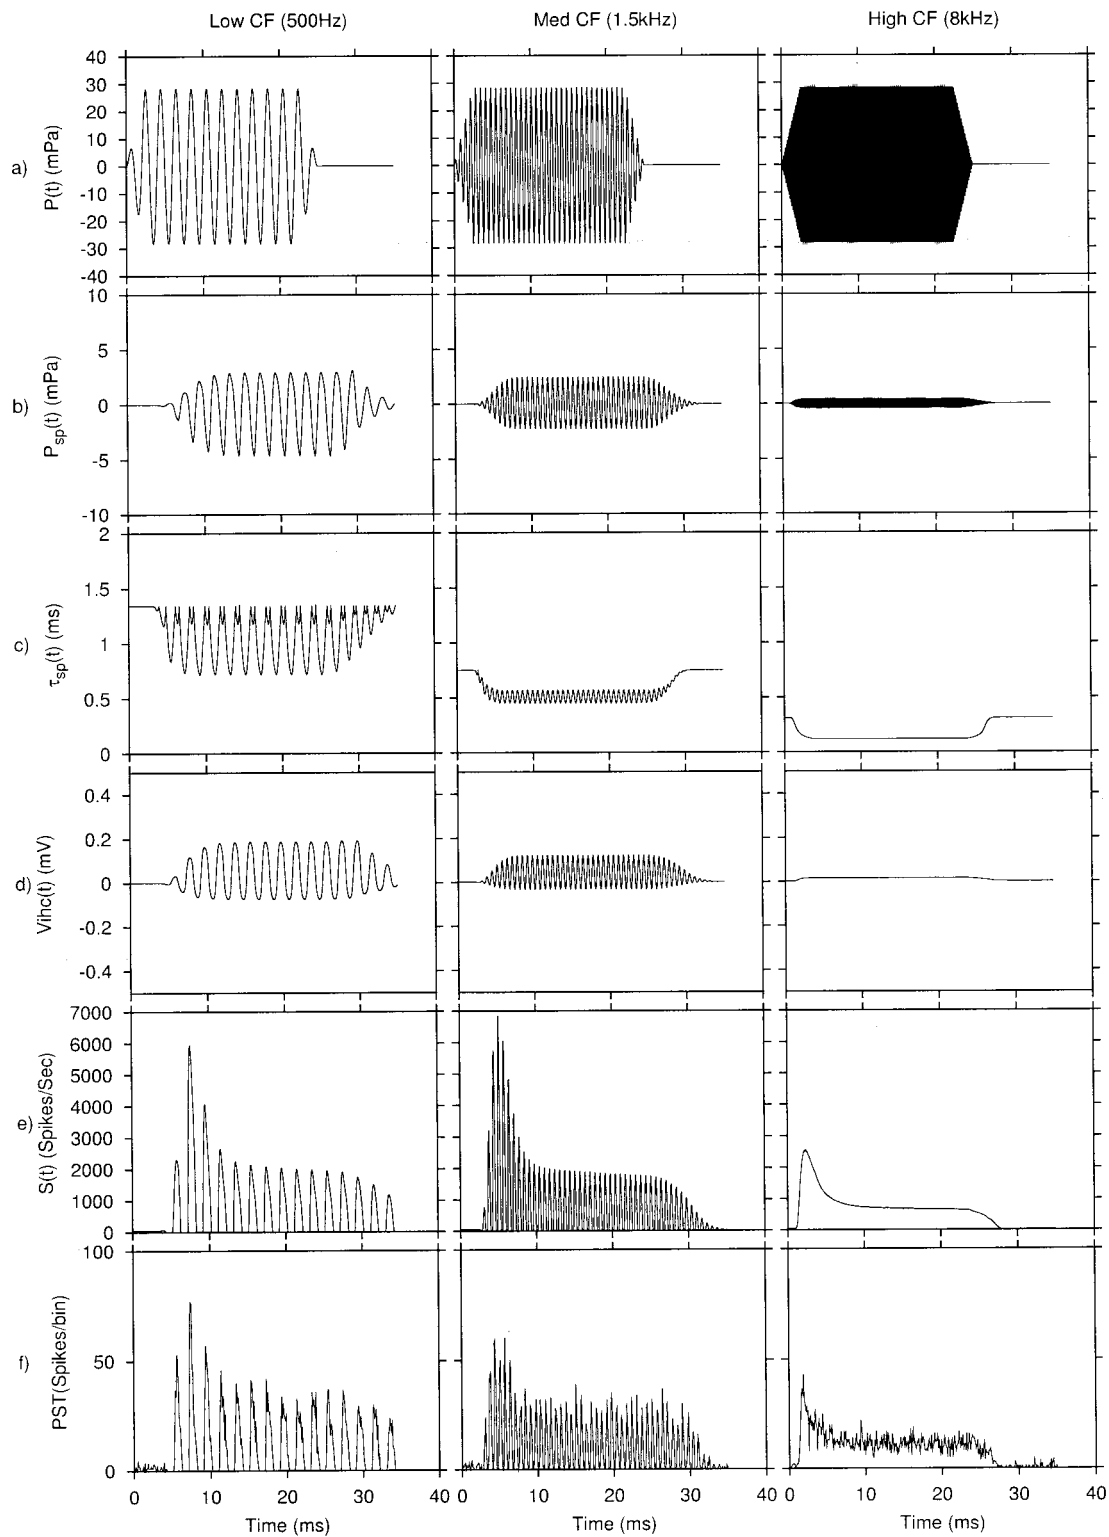 Low CF (500Hz) Med CF (1.5kHz) High CF (8kHz)
a)
P(t) (mPa)
40
30
20
10
0
-10
-20
-30
-40
b)
Psp(t) (mPa)
10
5
0
-5
-10
c)
τsp(t) (ms)
2
1.5
1
0.5
0
d)
Vihc(t) (mV)
0.4
0.2
0
-0.2
-0.4
e)
S(t) (Spikes/Sec)
7000
6000
5000
4000
3000
2000
1000
0
f)
PST(Spikes/bin)
100
50
0
0 10 20 30 40 0 10 20 30 40 0 10 20 30 40
Time (ms) Time (ms) Time (ms)